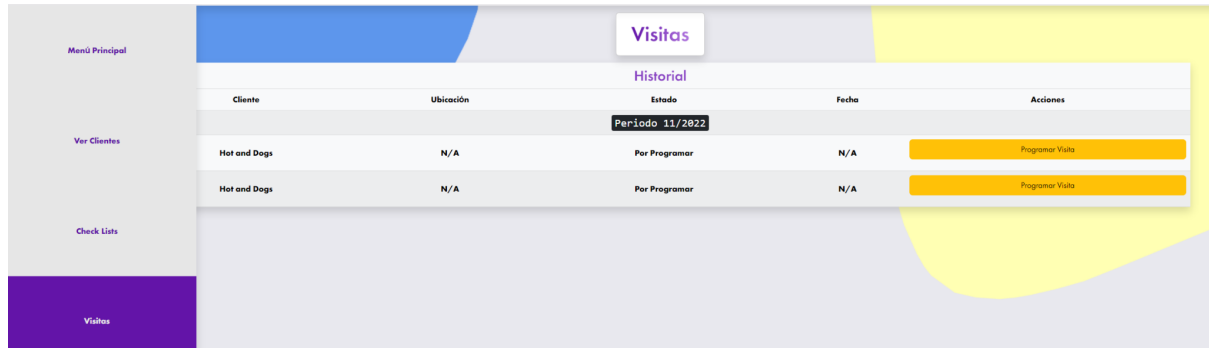 Menú Principal
Ver Clientes
Check Lists
Visitas
Visitas
Historial
Cliente Ubicación Estado Fecha Acciones
Periodo 11/2022
Hot and Dogs N/A Por Programar N/A Programar Visita
Hot and Dogs N/A Por Programar N/A Programar Visita